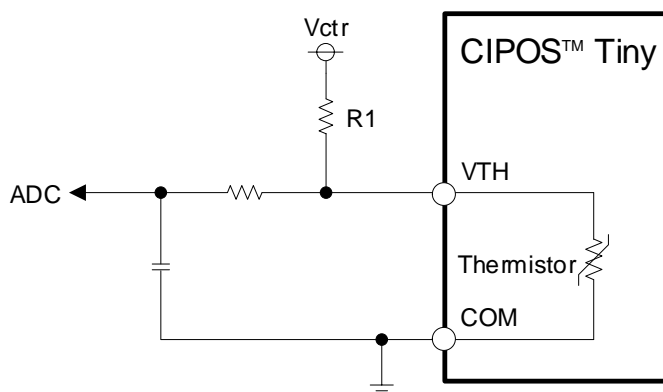 Vctr
CIPOS™ Tiny
R1
ADC
VTH
Thermistor
COM